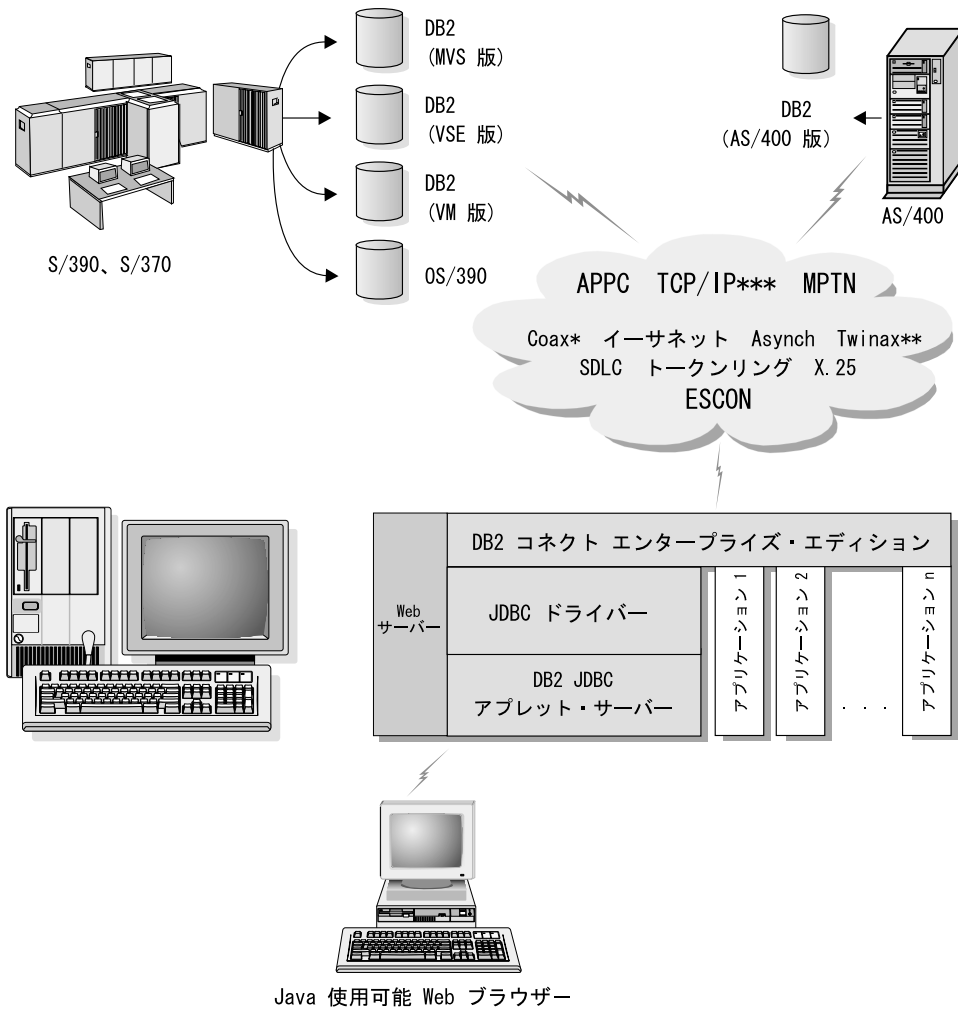 DB2
(MVS 版)
DB2
(VSE 版)
DB2
(VM 版)
OS/390
S/390、S/370
DB2
(AS/400 版)
AS/400
APPC TCP/IP*** MPTN
Coax* イーサネット Asynch Twinax**
SDLC トークンリング X.25
ESCON
DB2 コネクト エンタープライズ・エディション
Web
サーバー
JDBC ドライバー
DB2 JDBC
アプレット・サーバー
アプリケーション 1
アプリケーション 2
. . .
アプリケーション n
Java 使用可能 Web ブラウザー